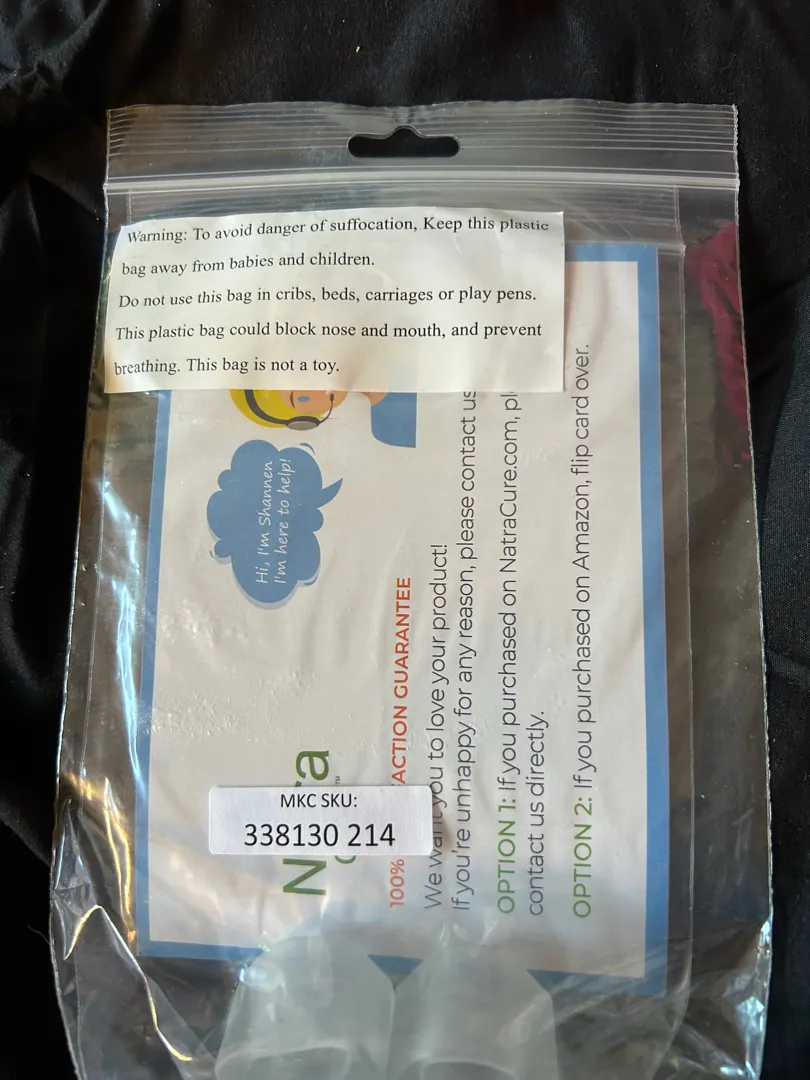 Warning: To avoid danger of suffocation, Keep this plastic
bag away from babies and children.
Do not use this bag in cribs, beds, carriages or play pens.
This plastic bag could block nose and mouth, and prevent
breathing. This bag is not a toy.
Hi, I'm Shannen
I'm here to help!
MKC SKU:
338130 214
100% ACTION GUARANTEE
We want you to love your product!
If you're unhappy for any reason, please contact us
OPTION 1: If you purchased on NatraCure.com, pl
contact us directly.
OPTION 2: If you purchased on Amazon, flip card over.